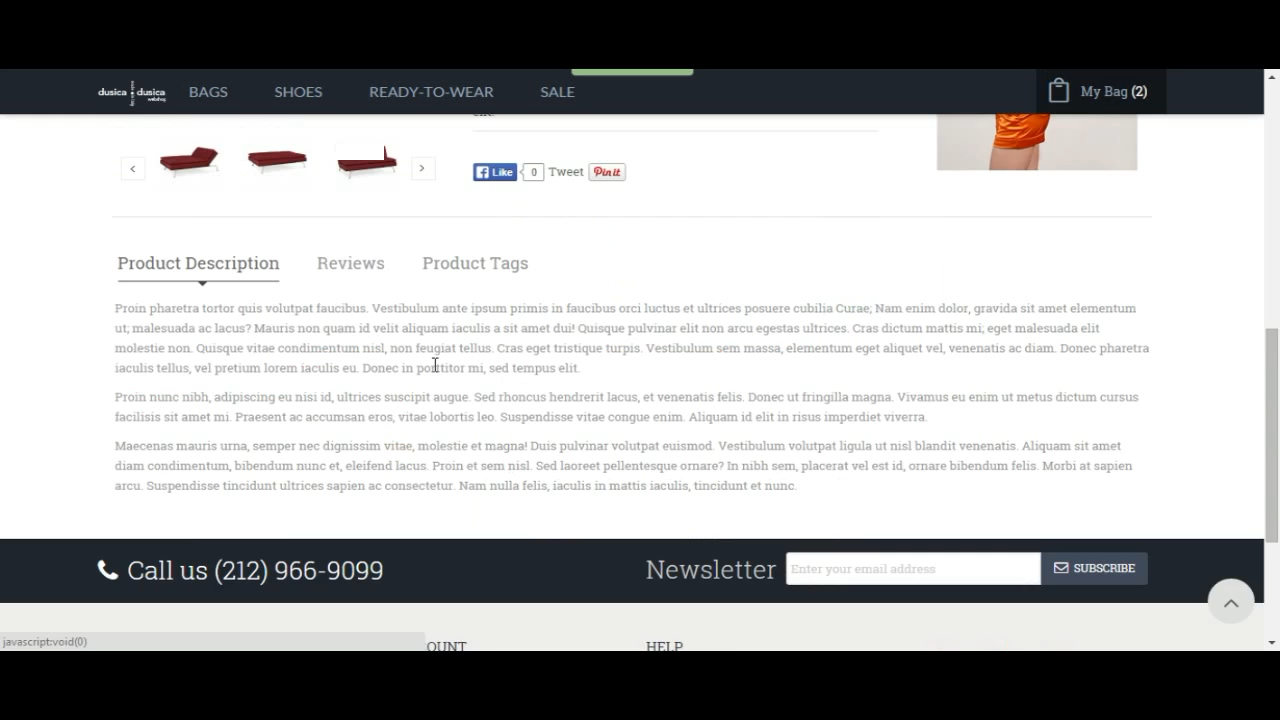 dusica dusica
webshop
BAGS
SHOES
READY-TO-WEAR
SALE
My Bag (2)
Like
0
Tweet
Pin it
Product Description
Reviews
Product Tags
Proin pharetra tortor quis volutpat faucibus. Vestibulum ante ipsum primis in faucibus orci luctus et ultrices posuere cubilia Curae; Nam enim dolor, gravida sit amet elementum
ut; malesuada ac lacus? Mauris non quam id velit aliquam iaculis a sit amet dui! Quisque pulvinar elit non arcu egestas ultrices. Cras dictum mattis mi; eget malesuada elit
molestie non. Quisque vitae condimentum nisl, non feugiat tellus. Cras eget tristique turpis. Vestibulum sem massa, elementum eget aliquet vel, venenatis ac diam. Donec pharetra
iaculis tellus, vel pretium lorem iaculis eu. Donec in porttitor mi, sed tempus elit.
Proin nunc nibh, adipiscing eu nisi id, ultrices suscipit augue. Sed rhoncus hendrerit lacus, et venenatis felis. Donec ut fringilla magna. Vivamus eu enim ut metus dictum cursus
facilisis sit amet mi. Praesent ac accumsan eros, vitae lobortis leo. Suspendisse vitae congue enim. Aliquam id elit in risus imperdiet viverra.
Maecenas mauris urna, semper nec dignissim vitae, molestie et magna! Duis pulvinar volutpat euismod. Vestibulum volutpat ligula ut nisl blandit venenatis. Aliquam sit amet
diam condimentum, bibendum nunc et, eleifend lacus. Proin et sem nisl. Sed laoreet pellentesque ornare? In nibh sem, placerat vel est id, ornare bibendum felis. Morbi at sapien
arcu. Suspendisse tincidunt ultrices sapien ac consectetur. Nam nulla felis, iaculis in mattis iaculis, tincidunt et nunc.
Call us (212) 966-9099
Newsletter
Enter your email address
SUBSCRIBE
javascript:void(0)
OUNT
HELP